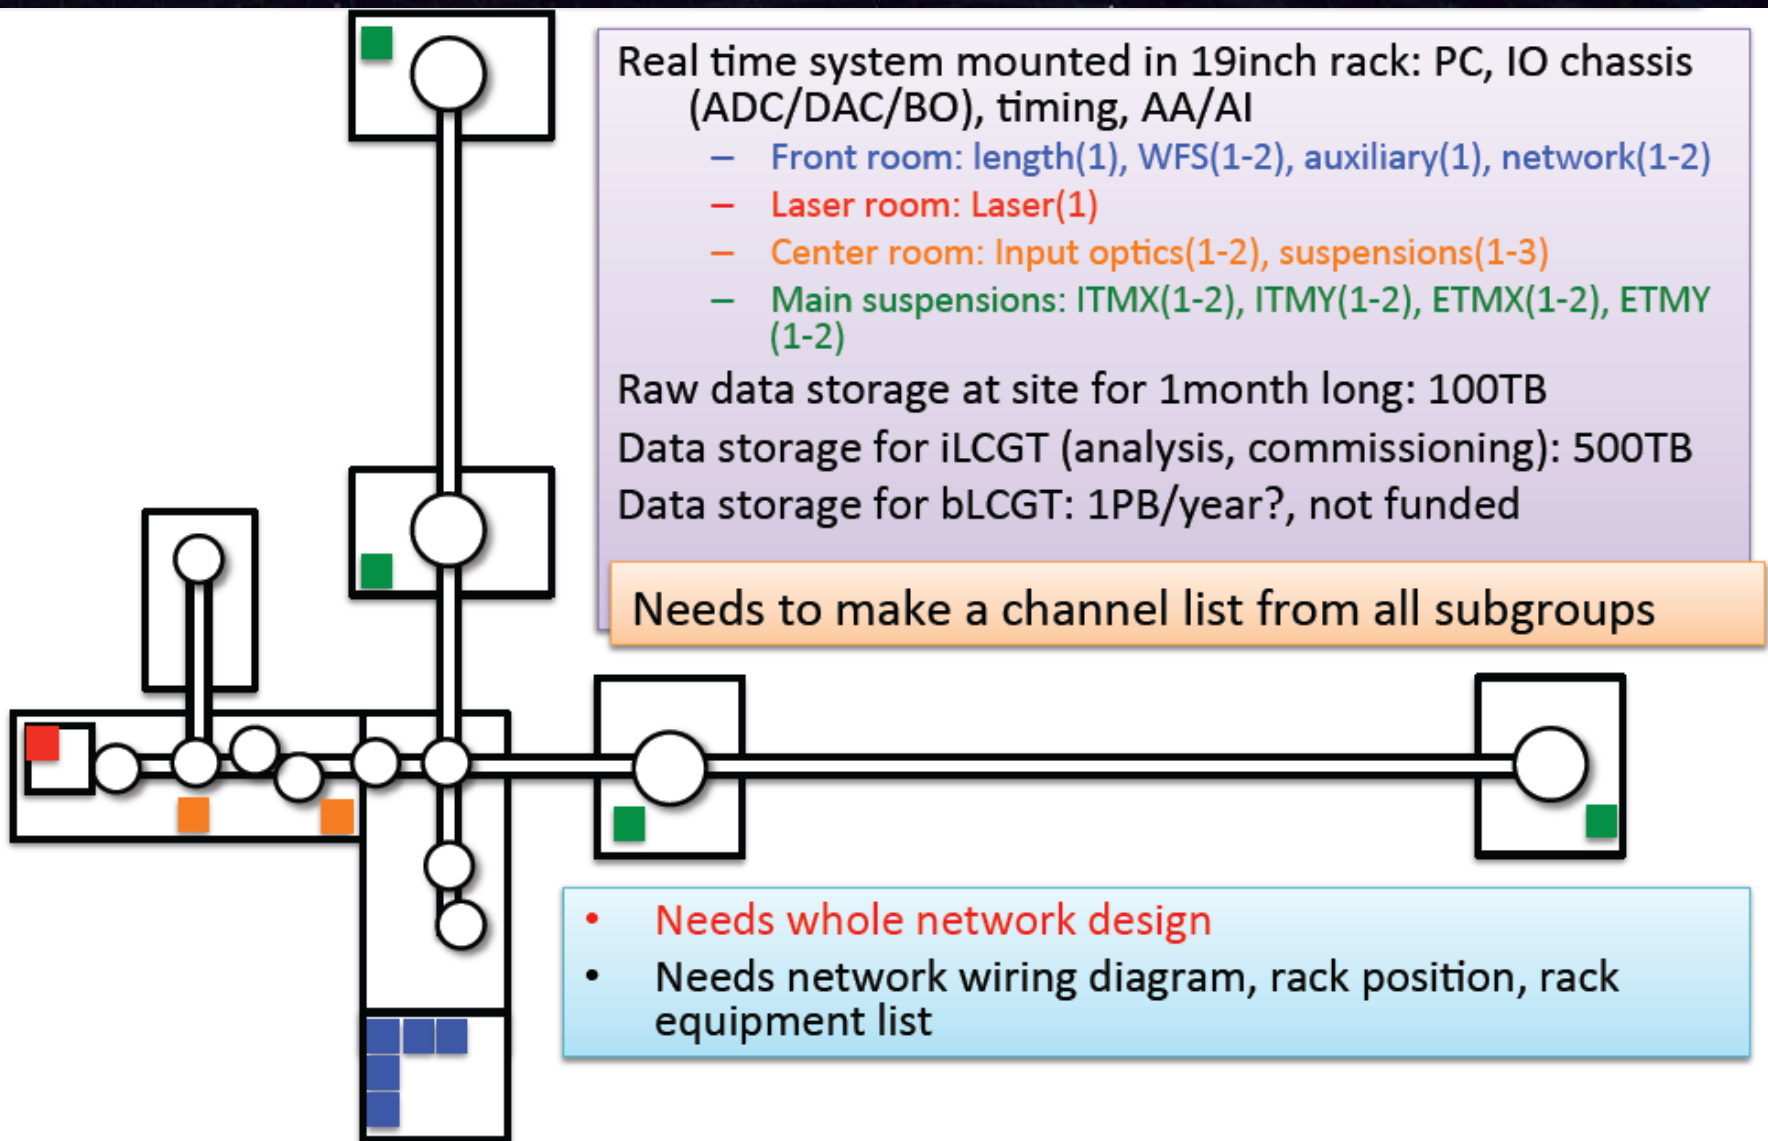 Real time system mounted in 19inch rack: PC, IO chassis
(ADC/DAC/BO), timing, AA/AI
– Front room: length(1), WFS(1-2), auxiliary(1), network(1-2)
– Laser room: Laser(1)
– Center room: Input optics(1-2), suspensions(1-3)
– Main suspensions: ITMX(1-2), ITMY(1-2), ETMX(1-2), ETMY
(1-2)
Raw data storage at site for 1month long: 100TB
Data storage for iLCGT (analysis, commissioning): 500TB
Data storage for bLCGT: 1PB/year?, not funded
Needs to make a channel list from all subgroups
• Needs whole network design
• Needs network wiring diagram, rack position, rack
equipment list